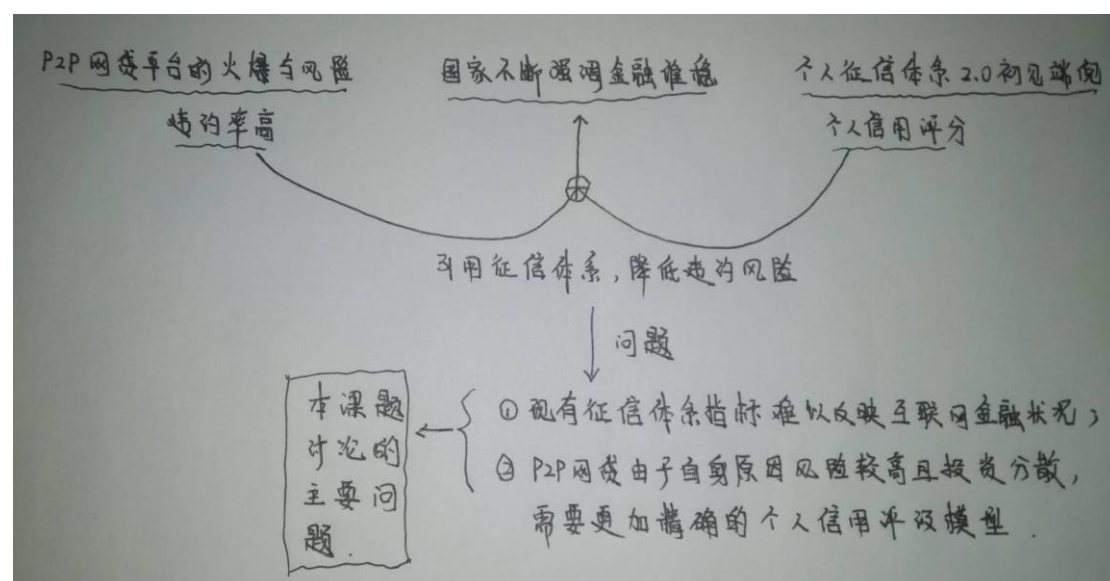 P2P网贷平台的火爆与风险
国家不断强调金融维稳
个人征信体系2.0初见端倪
违约率高
个人信用评分
引用征信体系,降低违约风险
问题
本课题
讨论的
主要问
题.
①现有征信体系指标难以反映互联网金融状况;
②P2P网贷由于自身原因风险较高且投资分散,
需要更加精确的个人信用评级模型.